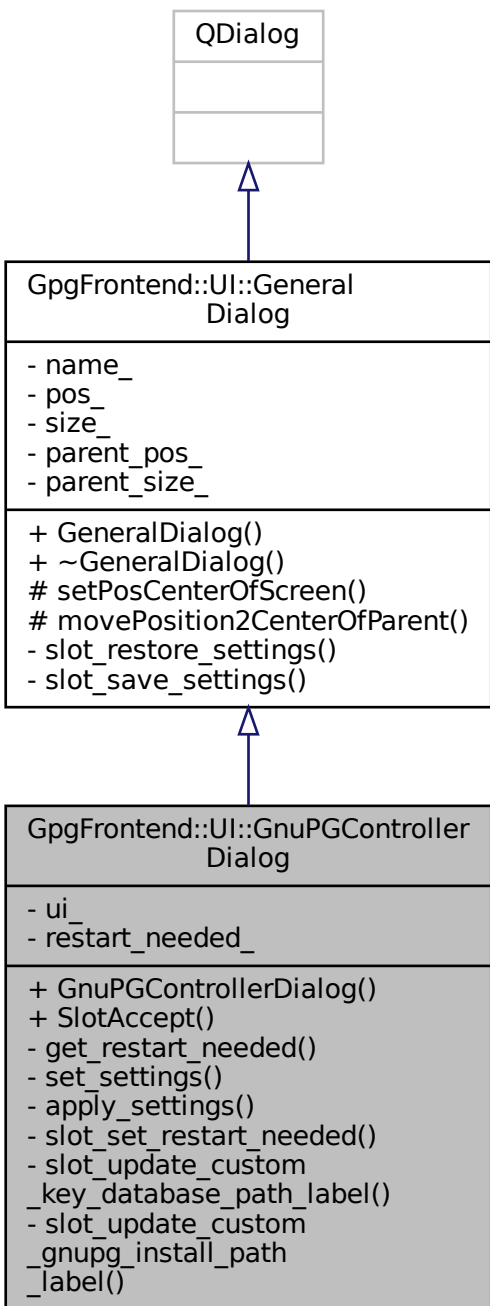 QDialog
GpgFrontend::UI::General
Dialog
- name_
- pos_
- size_
- parent_pos_
- parent_size_
+ GeneralDialog()
+ ~GeneralDialog()
# setPosCenterOfScreen()
# movePosition2CenterOfParent()
- slot_restore_settings()
- slot_save_settings()
GpgFrontend::UI::GnuPGController
Dialog
- ui_
- restart_needed_
+ GnuPGControllerDialog()
+ SlotAccept()
- get_restart_needed()
- set_settings()
- apply_settings()
- slot_set_restart_needed()
- slot_update_custom
_key_database_path_label()
- slot_update_custom
_gnupg_install_path
_label()